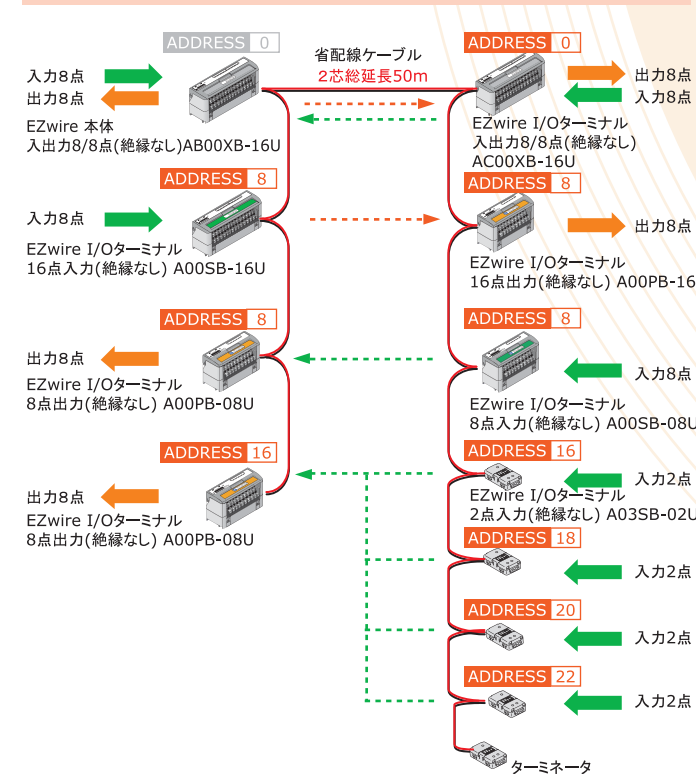 ADDRESS 0
省配線ケーブル
2芯総延長50m
ADDRESS 0
入力8点
出力8点
出力8点
入力8点
EZwire 本体
入出力8/8点(絶縁なし)AB00XB-16U
EZwire I/Oターミナル
入出力8/8点(絶縁なし)
AC00XB-16U
ADDRESS 8
入力8点
EZwire I/Oターミナル
16点入力(絶縁なし) A00SB-16U
ADDRESS 8
出力8点
EZwire I/Oターミナル
16点出力(絶縁なし) A00PB-16
ADDRESS 8
出力8点
EZwire I/Oターミナル
8点出力(絶縁なし) A00PB-08U
ADDRESS 8
入力8点
EZwire I/Oターミナル
8点入力(絶縁なし) A00SB-08U
ADDRESS 16
出力8点
EZwire I/Oターミナル
8点出力(絶縁なし) A00PB-08U
ADDRESS 16
入力2点
EZwire I/Oターミナル
2点入力(絶縁なし) A03SB-02U
ADDRESS 18
入力2点
ADDRESS 20
入力2点
ADDRESS 22
入力2点
ターミネータ